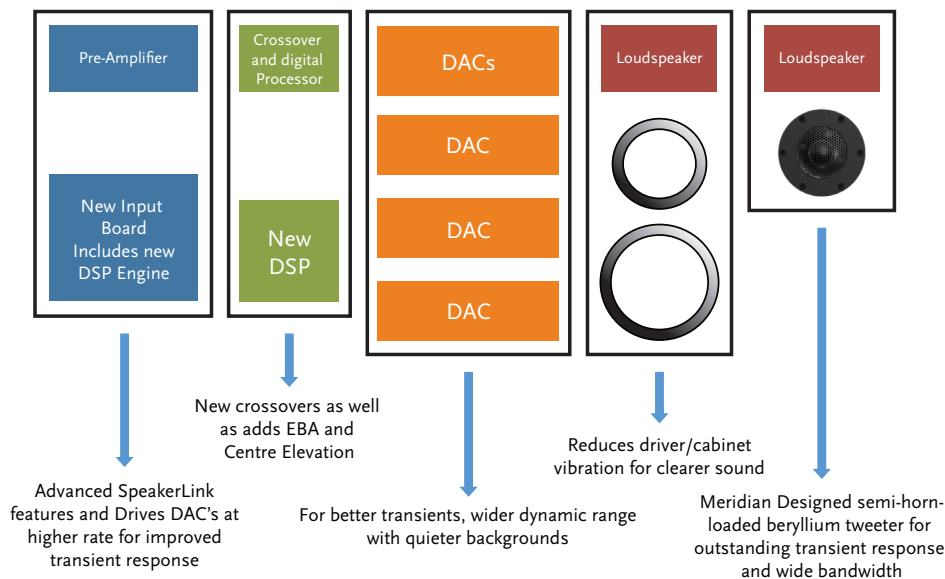 Pre-Amplifier
New Input
Board
Includes new
DSP Engine
Advanced SpeakerLink
features and Drives DAC's at
higher rate for improved
transient response
Crossover
and digital
Processor
New
DSP
New crossovers as well
as adds EBA and
Centre Elevation
DACs
DAC
DAC
DAC
For better transients, wider dynamic range
with quieter backgrounds
Loudspeaker
Reduces driver/cabinet
vibration for clearer sound
Loudspeaker
Meridian Designed semi-horn-
loaded beryllium tweeter for
outstanding transient response
and wide bandwidth